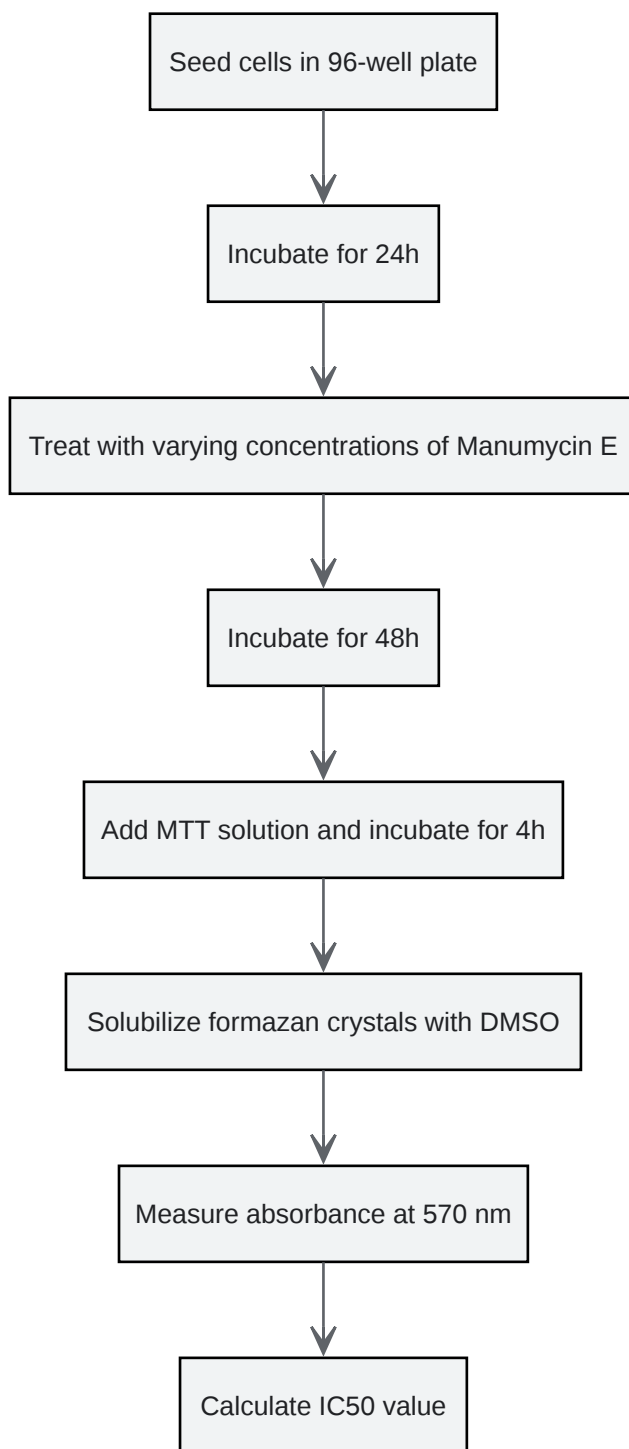 Seed cells in 96-well plate
Incubate for 24h
Treat with varying concentrations of Manumycin E
Incubate for 48h
Add MTT solution and incubate for 4h
Solubilize formazan crystals with DMSO
Measure absorbance at 570 nm
Calculate IC50 value